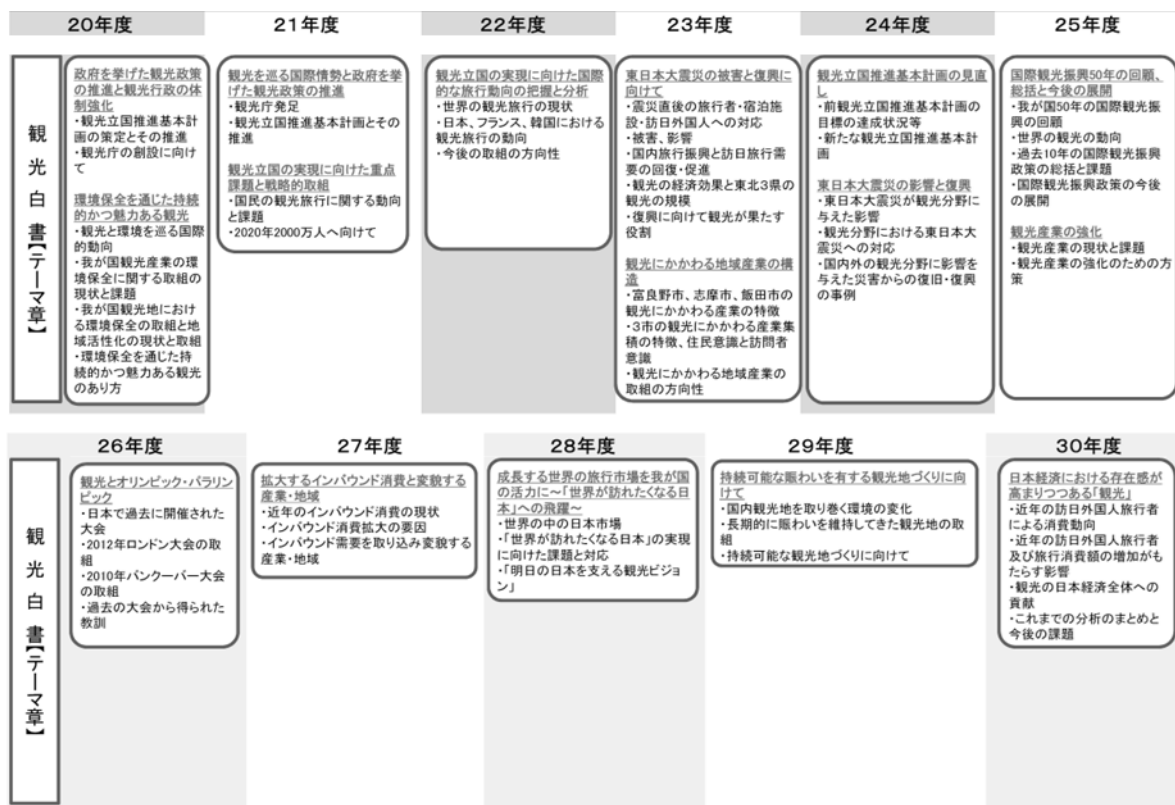 20年度
21年度
22年度
23年度
24年度
25年度
観光白書【テーマ章】
政府を挙げた観光政策
の推進と観光行政の体
制強化
・観光立国推進基本計
画の策定とその推進
・観光庁の創設に向け
て
環境保全を通じた持続
的かつ魅力ある観光
・観光と環境を巡る国際
的動向
・我が国観光産業の環
境保全に関する取組の
現状と課題
・我が国観光地におけ
る環境保全の取組と地
域活性化の現状と取組
・環境保全を通じた持
続的かつ魅力ある観光
のあり方
観光を巡る国際情勢と政府を挙
げた観光政策の推進
・観光庁発足
・観光立国推進基本計画とその
推進
観光立国の実現に向けた重点
課題と戦略的取組
・国民の観光旅行に関する動向
と課題
・2020年2000万人へ向けて
観光立国の実現に向けた国際
的な旅行動向の把握と分析
・世界の観光旅行の現状
・日本、フランス、韓国における
観光旅行の動向
・今後の取組の方向性
東日本大震災の被害と復興に
向けて
・震災直後の旅行者・宿泊施
設・訪日外国人への対応
・被害、影響
・国内旅行振興と訪日旅行需
要の回復・促進
・観光の経済効果と東北3県の
観光の規模
・復興に向けて観光が果たす
役割
観光にかかわる地域産業の構
造
・富良野市、志摩市、飯田市の
観光にかかわる産業の特徴
・3市の観光にかかわる産業集
積の特徴、住民意識と訪問者
意識
・観光にかかわる地域産業の
取組の方向性
観光立国推進基本計画の見直
し
・前観光立国推進基本計画の
目標の達成状況等
・新たな観光立国推進基本計
画
東日本大震災の影響と復興
・東日本大震災が観光分野に
与えた影響
・観光分野における東日本大
震災への対応
・国内外の観光分野に影響を
与えた災害からの復旧・復興
の事例
国際観光振興50年の回顧、
総括と今後の展開
・我が国50年の国際観光振
興の回顧
・世界の観光の動向
・過去10年の国際観光振興
政策の総括と課題
・国際観光振興政策の今後
の展開
観光産業の強化
・観光産業の現状と課題
・観光産業の強化のための方
策
26年度
27年度
28年度
29年度
30年度
観光白書【テーマ章】
観光とオリンピック・パラリン
ピック
・日本で過去に開催された
大会
・2012年ロンドン大会の取
組
・2010年バンクーバー大会
の取組
・過去の大会から得られた
教訓
拡大するインバウンド消費と変貌する
産業・地域
・近年のインバウンド消費の現状
・インバウンド消費拡大の要因
・インバウンド需要を取り込み変貌する
産業・地域
成長する世界の旅行市場を我が国
の活力に～「世界が訪れたくなる日
本」への飛躍～
・世界の中の日本市場
・「世界が訪れたくなる日本」の実現
に向けた課題と対応
・「明日の日本を支える観光ビジョ
ン」
持続可能な賑わいを有する観光地づくりに向
けて
・国内観光地を取り巻く環境の変化
・長期的に賑わいを維持してきた観光地の取
組
・持続可能な観光地づくりに向けて
日本経済における存在感が
高まりつつある「観光」
・近年の訪日外国人旅行者
による消費動向
・近年の訪日外国人旅行者
及び旅行消費額の増加がも
たらす影響
・観光の日本経済全体への
貢献
・これまでの分析のまとめと
今後の課題